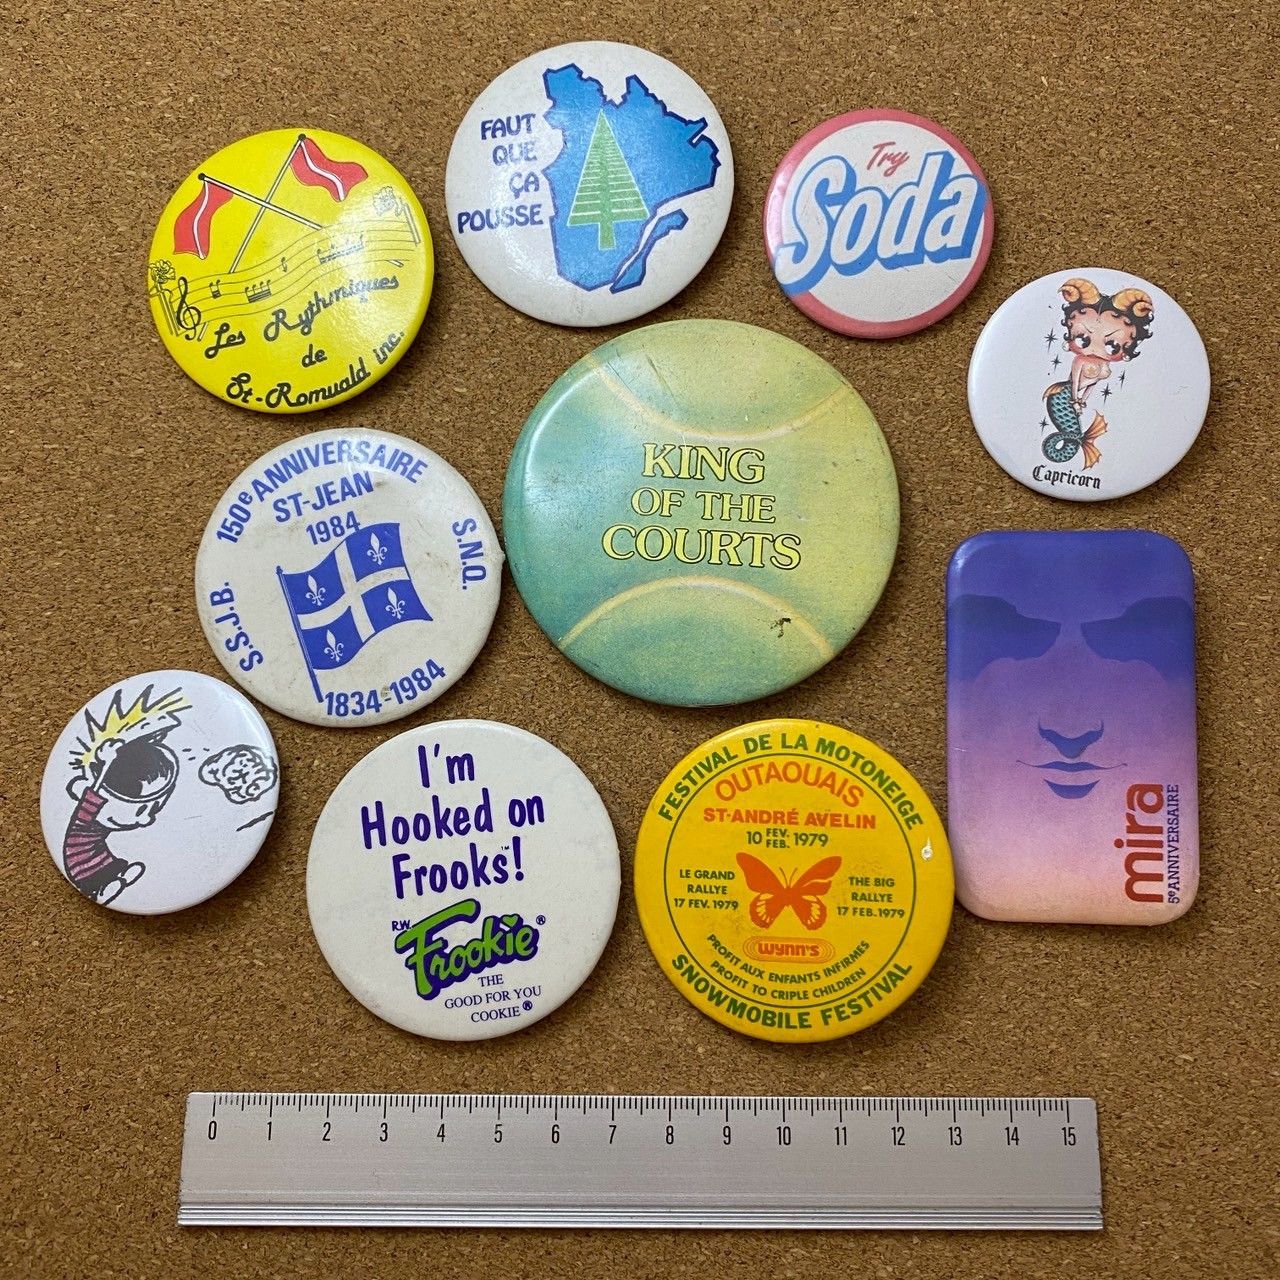 FAUT
QUE
ÇA
POUSSE
Try
Soda
Les Rythmiques
de
St-Romuald inc.
Capricorn
KING
OF THE
COURTS
150e ANNIVERSAIRE
ST-JEAN
1984
S.N.Q.
S.S.J.B.
1834-1984
mira
5e ANNIVERSAIRE
I'm
Hooked on
Frooks™!
R.W.
Frookie®
THE
GOOD FOR YOU
COOKIE®
FESTIVAL DE LA MOTONEIGE
OUTAOUAIS
ST-ANDRÉ AVELIN
10 FEV. FEB. 1979
LE GRAND
RALLYE
17 FEV. 1979
THE BIG
RALLYE
17 FEB. 1979
wynn's
PROFIT AUX ENFANTS INFIRMES
PROFIT TO CRIPLE CHILDREN
SNOWMOBILE FESTIVAL
0 1 2 3 4 5 6 7 8 9 10 11 12 13 14 15